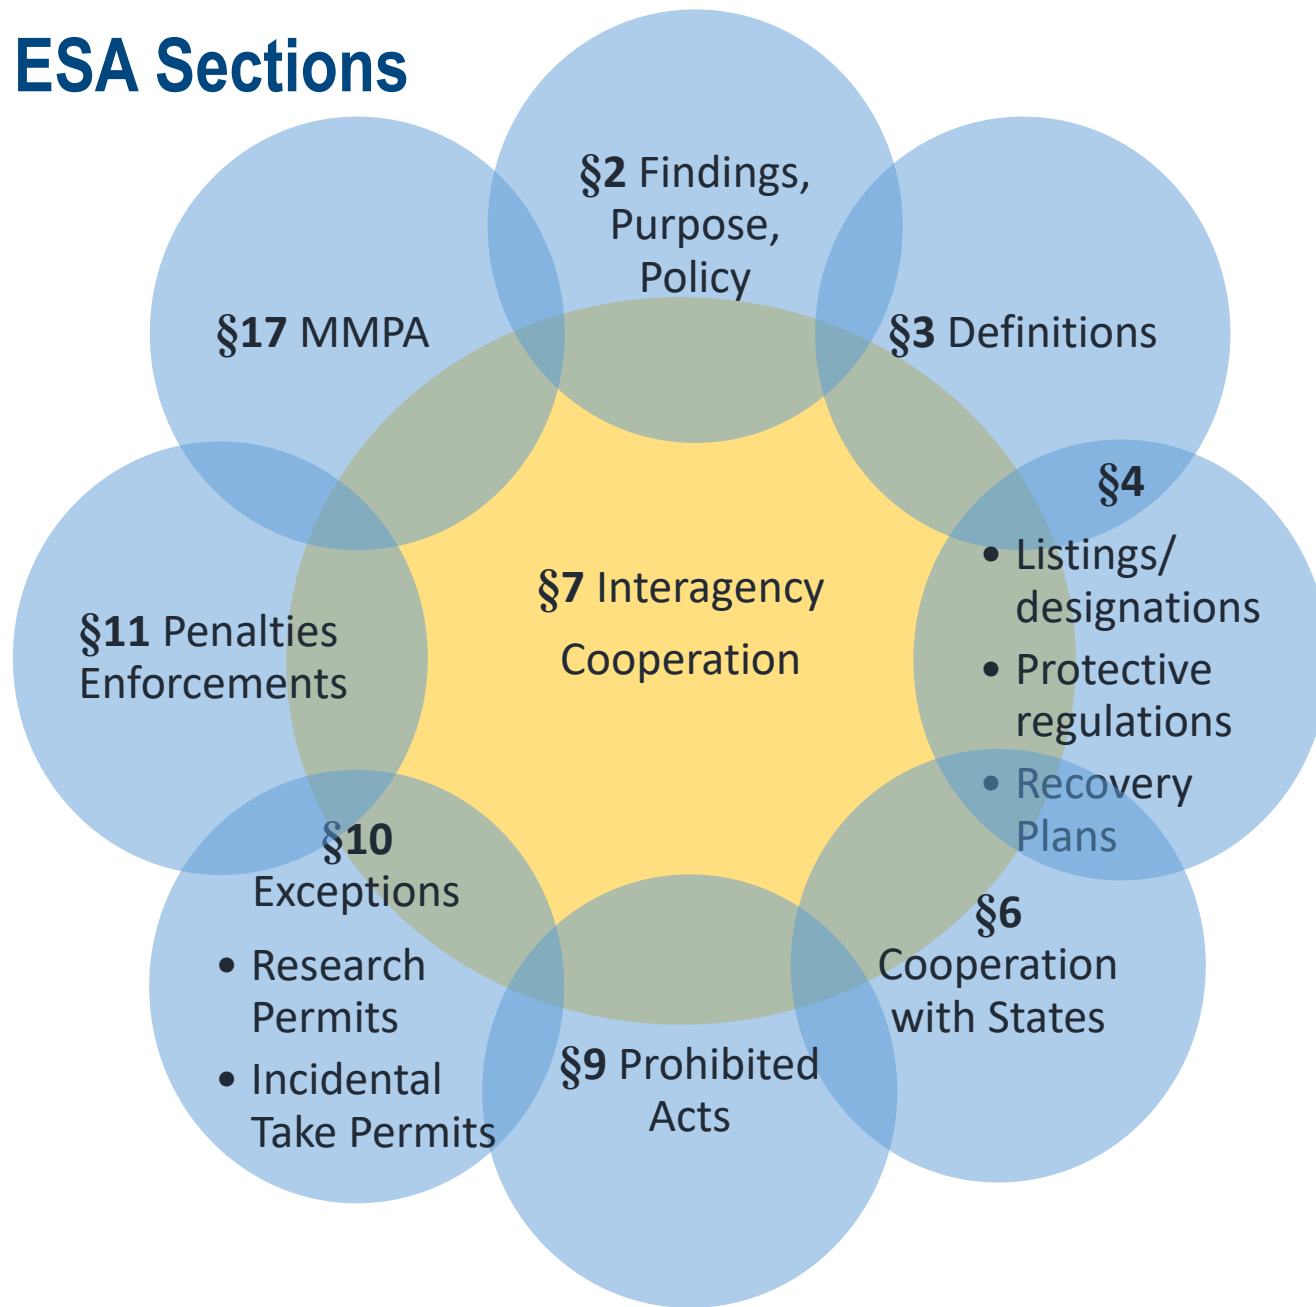 ESA Sections
§2 Findings,
Purpose,
Policy
§3 Definitions
§4
• Listings/
designations
• Protective
regulations
• Recovery
Plans
§6
Cooperation
with States
§9 Prohibited
Acts
§10
Exceptions
• Research
Permits
• Incidental
Take Permits
§11 Penalties
Enforcements
§17 MMPA
§7 Interagency
Cooperation